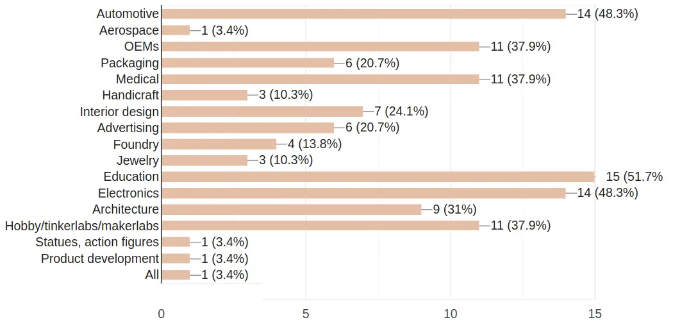 Automotive 14 (48.3%)
Aerospace 1 (3.4%)
OEMs 11 (37.9%)
Packaging 6 (20.7%)
Medical 11 (37.9%)
Handicraft 3 (10.3%)
Interior design 7 (24.1%)
Advertising 6 (20.7%)
Foundry 4 (13.8%)
Jewelry 3 (10.3%)
Education 15 (51.7%
Electronics 14 (48.3%)
Architecture 9 (31%)
Hobby/tinkerlabs/makerlabs 11 (37.9%)
Statues, action figures 1 (3.4%)
Product development 1 (3.4%)
All 1 (3.4%)
0 5 10 15